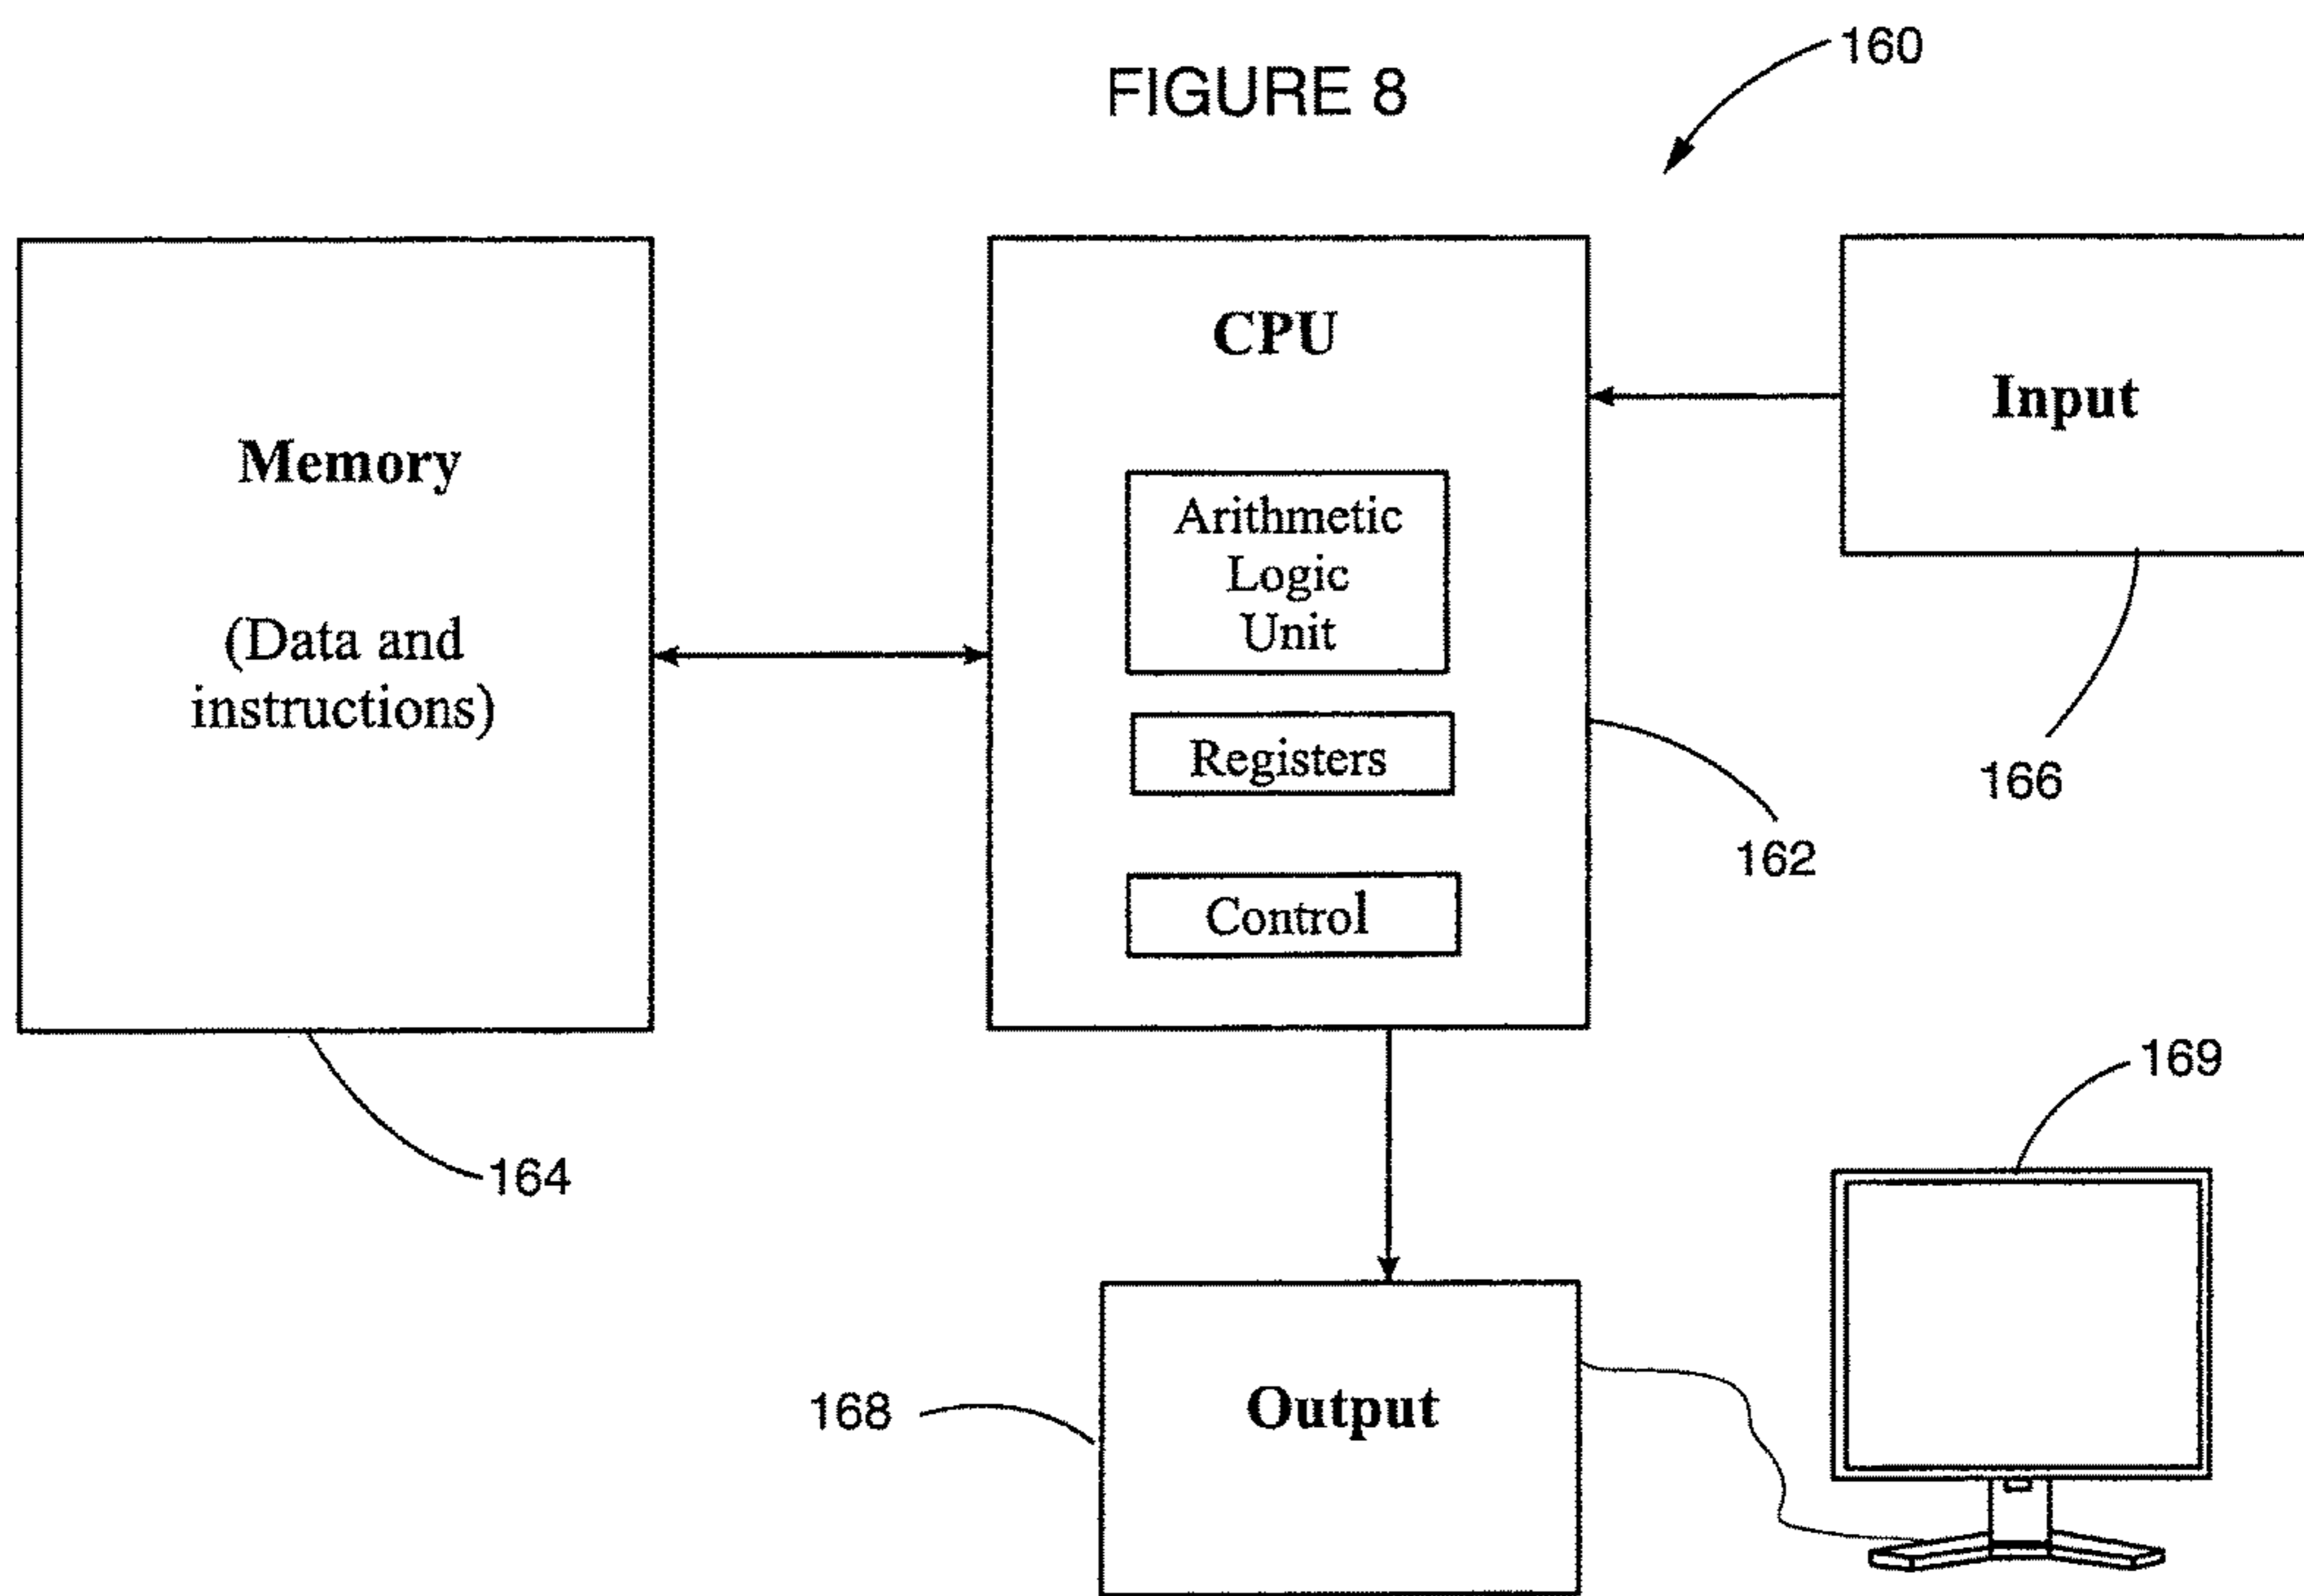 FIGURE 8
160
Memory
(Data and
instructions)
164
CPU
Arithmetic
Logic
Unit
Registers
Control
162
Input
166
Output
168
169